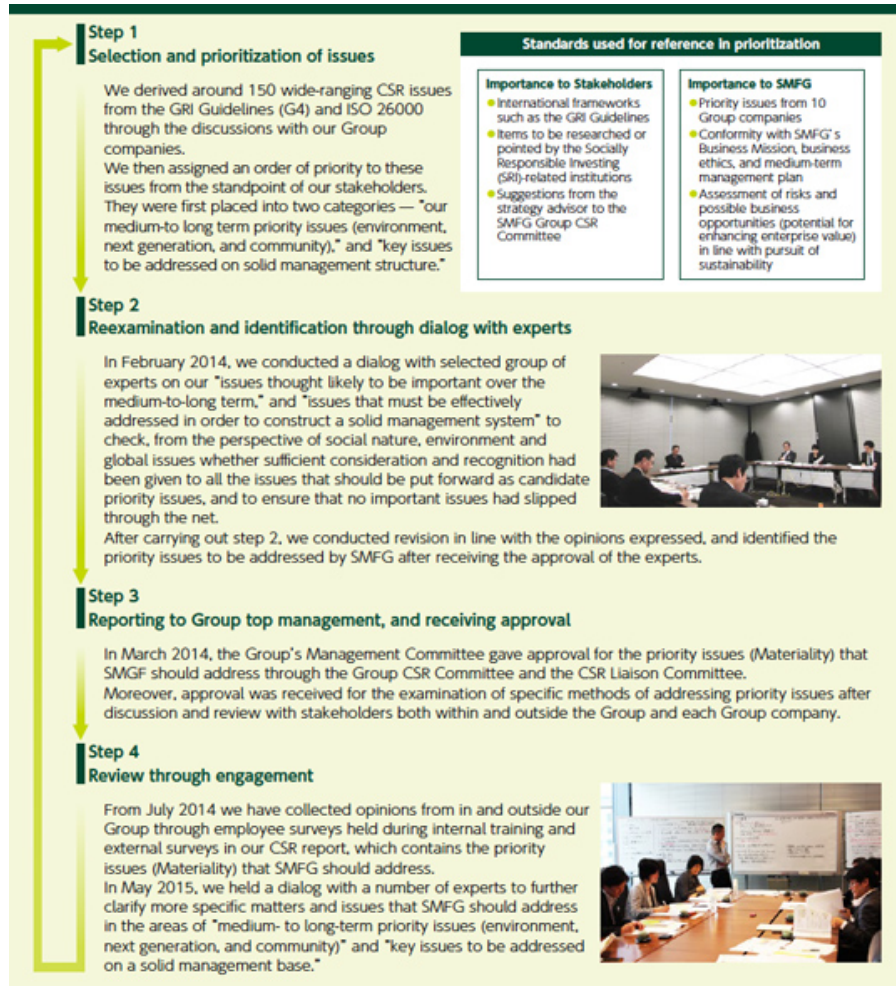 Step 1
Selection and prioritization of issues
We derived around 150 wide-ranging CSR issues
from the GRI Guidelines (G4) and ISO 26000
through the discussions with our Group
companies.
We then assigned an order of priority to these
issues from the standpoint of our stakeholders.
They were first placed into two categories — "our
medium-to long term priority issues (environment,
next generation, and community)," and "key issues
to be addressed on solid management structure."
Standards used for reference in prioritization
Importance to Stakeholders
●International frameworks
such as the GRI Guidelines
●Items to be researched or
pointed by the Socially
Responsible Investing
(SRI)-related institutions
●Suggestions from the
strategy advisor to the
SMFG Group CSR
Committee
Importance to SMFG
●Priority issues from 10
Group companies
●Conformity with SMFG's
Business Mission, business
ethics, and medium-term
management plan
●Assessment of risks and
possible business
opportunities (potential for
enhancing enterprise value)
in line with pursuit of
sustainability
Step 2
Reexamination and identification through dialog with experts
In February 2014, we conducted a dialog with selected group of
experts on our "issues thought likely to be important over the
medium-to-long term," and "issues that must be effectively
addressed in order to construct a solid management system" to
check, from the perspective of social nature, environment and
global issues whether sufficient consideration and recognition had
been given to all the issues that should be put forward as candidate
priority issues, and to ensure that no important issues had slipped
through the net.
After carrying out step 2, we conducted revision in line with the opinions expressed, and identified the
priority issues to be addressed by SMFG after receiving the approval of the experts.
Step 3
Reporting to Group top management, and receiving approval
In March 2014, the Group's Management Committee gave approval for the priority issues (Materiality) that
SMGF should address through the Group CSR Committee and the CSR Liaison Committee.
Moreover, approval was received for the examination of specific methods of addressing priority issues after
discussion and review with stakeholders both within and outside the Group and each Group company.
Step 4
Review through engagement
From July 2014 we have collected opinions from in and outside our
Group through employee surveys held during internal training and
external surveys in our CSR report, which contains the priority
issues (Materiality) that SMFG should address.
In May 2015, we held a dialog with a number of experts to further
clarify more specific matters and issues that SMFG should address
in the areas of "medium- to long-term priority issues (environment,
next generation, and community)" and "key issues to be addressed
on a solid management base."